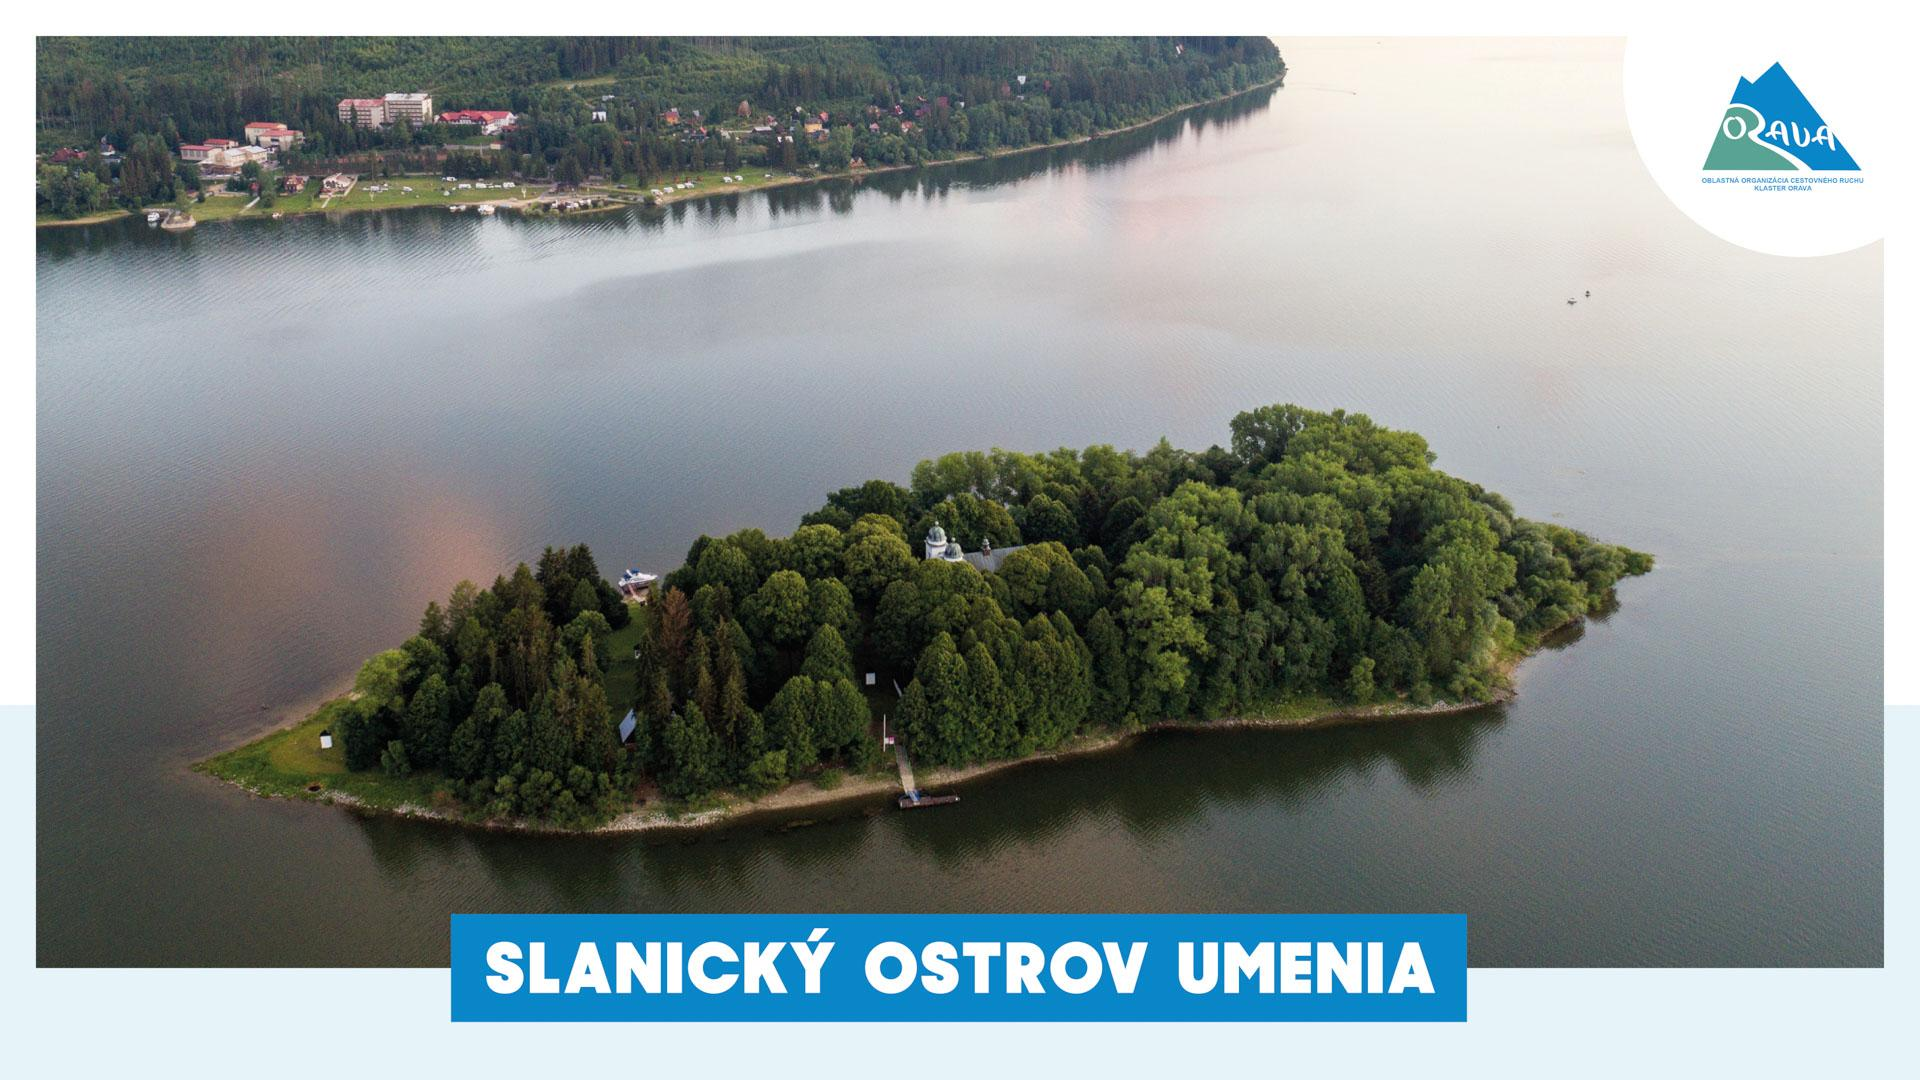 ORAVA
OBLASTNÁ ORGANIZÁCIA CESTOVNÉHO RUCHU
KLASTER ORAVA
SLANICKÝ OSTROV UMENIA